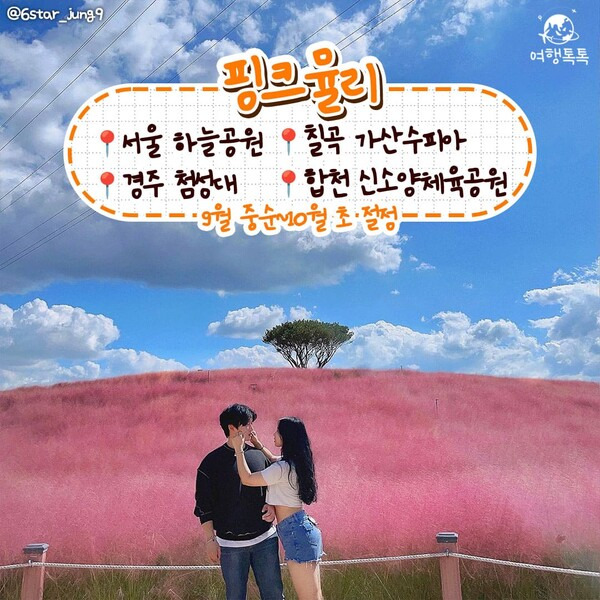 @6star_jung9
여행톡톡
핑크뮬리
📍서울 하늘공원 📍칠곡 가산수피아
📍경주 첨성대 📍합천 신소양체육공원
9월 중순~10월 초 절정